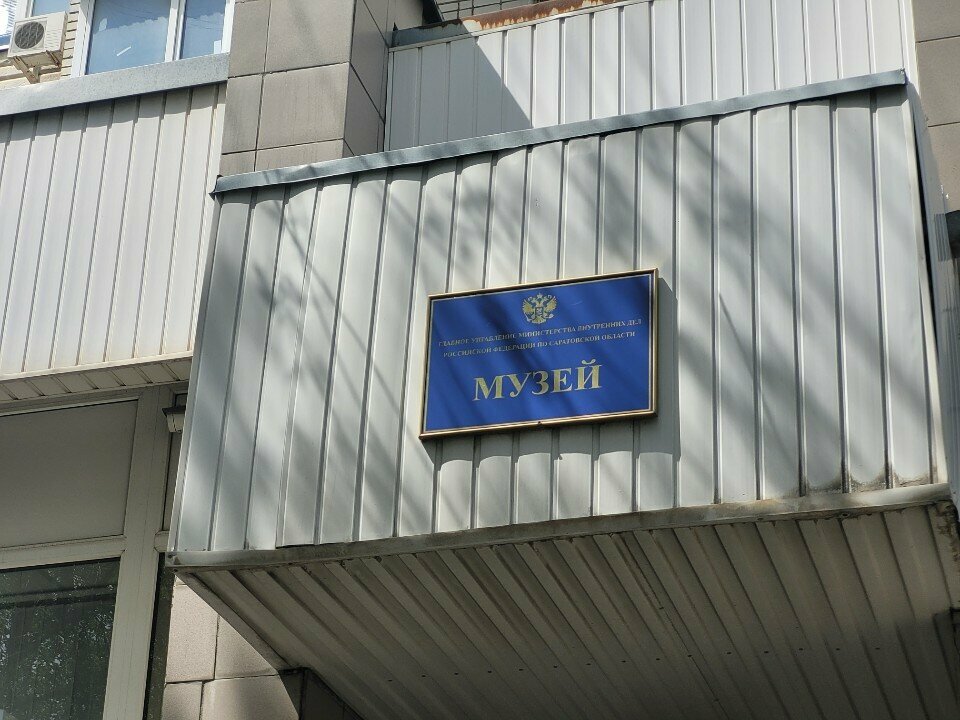 ГЛАВНОЕ УПРАВЛЕНИЕ МИНИСТЕРСТВА ВНУТРЕННИХ ДЕЛ
РОССИЙСКОЙ ФЕДЕРАЦИИ ПО САРАТОВСКОЙ ОБЛАСТИ
МУЗЕЙ